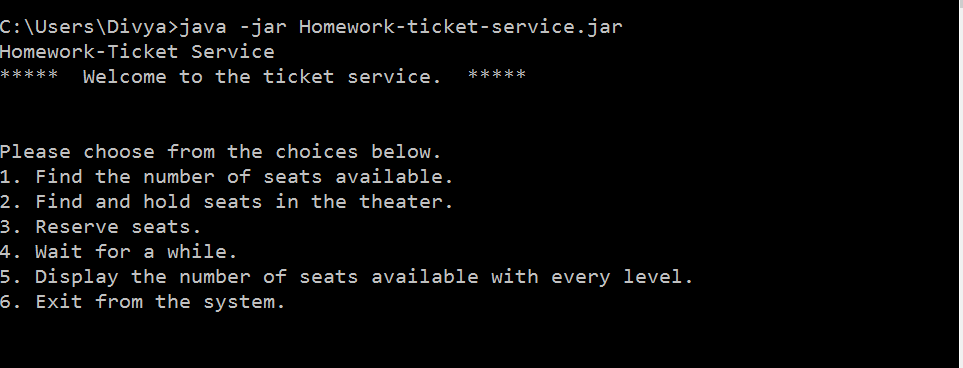 C:\Users\Divya>java -jar Homework-ticket-service.jar
Homework-Ticket Service
*****  Welcome to the ticket service.  *****
Please choose from the choices below.
1. Find the number of seats available.
2. Find and hold seats in the theater.
3. Reserve seats.
4. Wait for a while.
5. Display the number of seats available with every level.
6. Exit from the system.